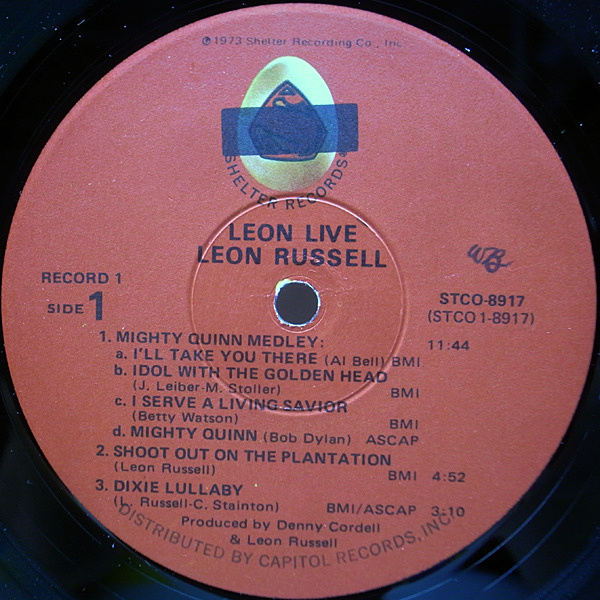 ℗1973 Shelter Recording Co., Inc.
SHELTER RECORDS
LEON LIVE
LEON RUSSELL
WB
RECORD 1
SIDE 1
STCO-8917
(STCO 1-8917)
1. MIGHTY QUINN MEDLEY: 11:44
a. I'LL TAKE YOU THERE (Al Bell) BMI
b. IDOL WITH THE GOLDEN HEAD
(J. Leiber-M. Stoller) BMI
c. I SERVE A LIVING SAVIOR
(Betty Watson) BMI
d. MIGHTY QUINN (Bob Dylan) ASCAP
2. SHOOT OUT ON THE PLANTATION
(Leon Russell) BMI 4:52
3. DIXIE LULLABY
(L. Russell-C. Stainton) BMI/ASCAP 3:10
Produced by Denny Cordell
& Leon Russell
DISTRIBUTED BY CAPITOL RECORDS, INC.